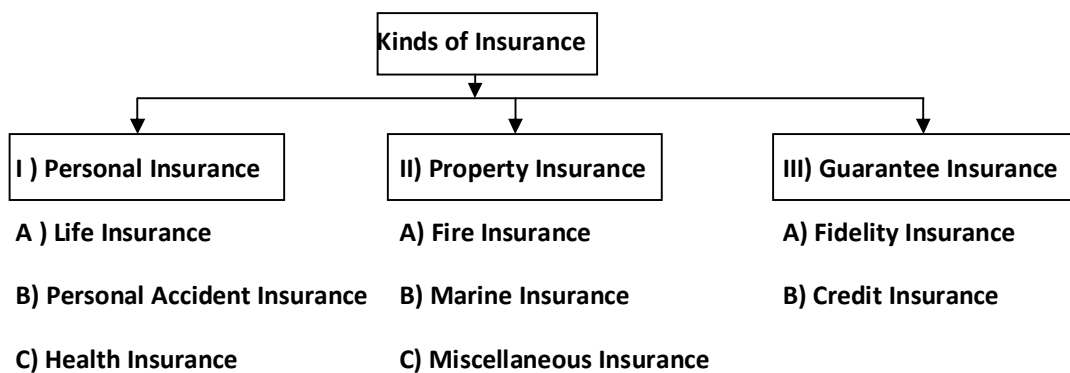 Kinds of Insurance
I ) Personal Insurance
II) Property Insurance
III) Guarantee Insurance
A ) Life Insurance
A) Fire Insurance
A) Fidelity Insurance
B) Personal Accident Insurance
B) Marine Insurance
B) Credit Insurance
C) Health Insurance
C) Miscellaneous Insurance